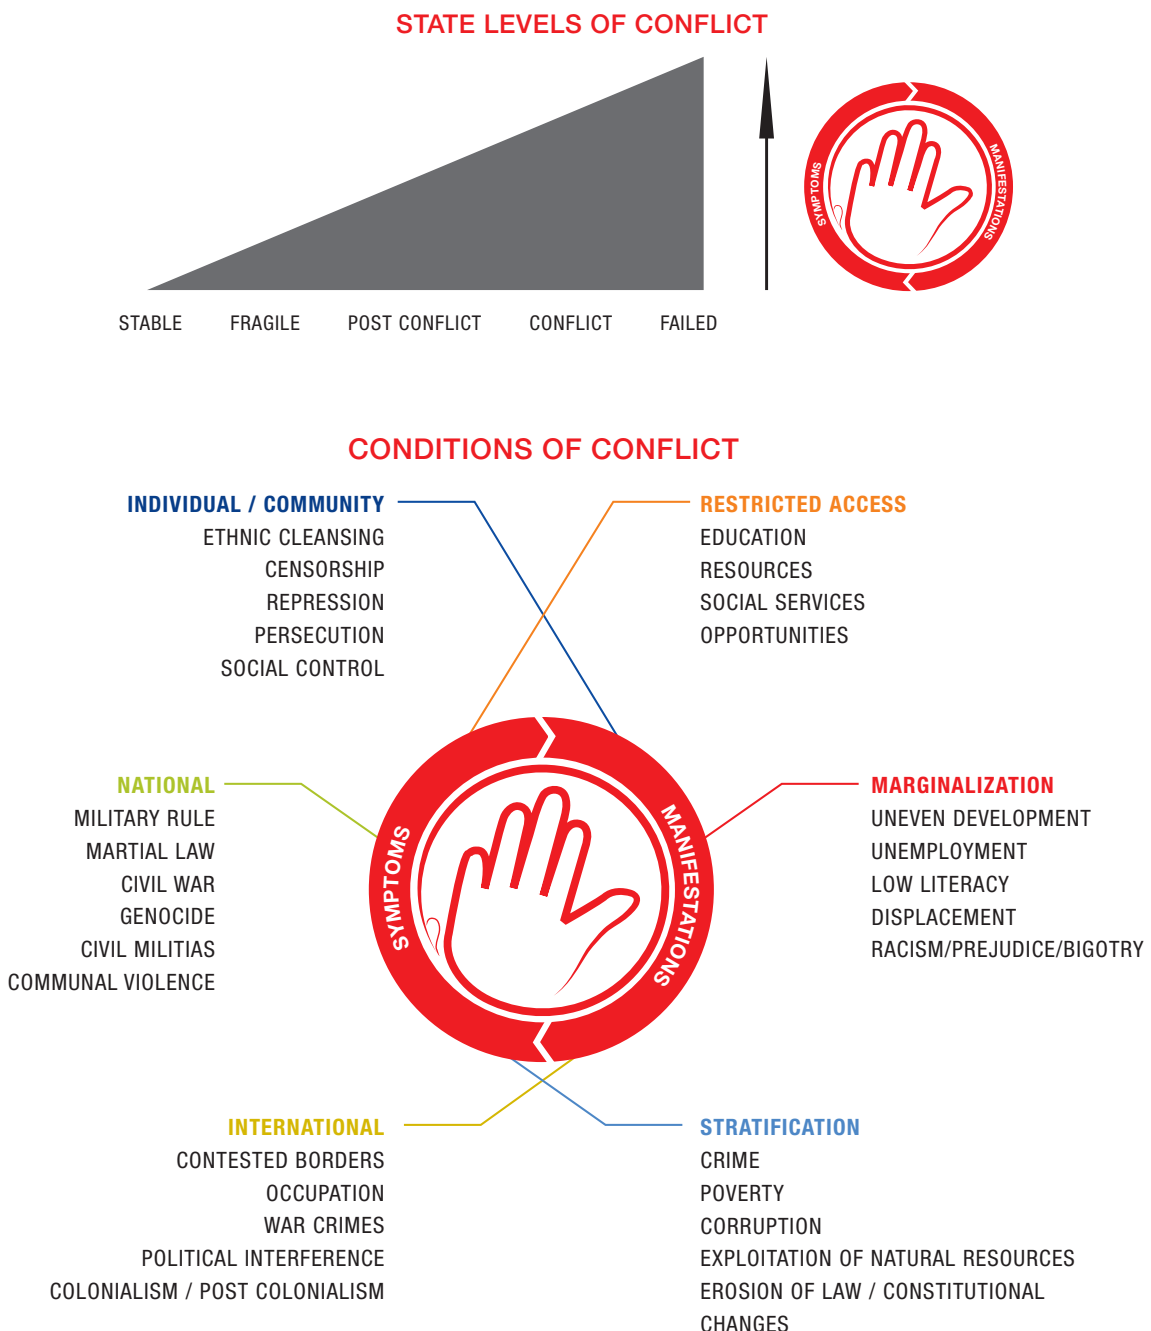 STATE LEVELS OF CONFLICT
SYMPTOMS
MANIFESTATIONS
STABLE
FRAGILE
POST CONFLICT
CONFLICT
FAILED
CONDITIONS OF CONFLICT
INDIVIDUAL / COMMUNITY
ETHNIC CLEANSING
CENSORSHIP
REPRESSION
PERSECUTION
SOCIAL CONTROL
RESTRICTED ACCESS
EDUCATION
RESOURCES
SOCIAL SERVICES
OPPORTUNITIES
NATIONAL
MILITARY RULE
MARTIAL LAW
CIVIL WAR
GENOCIDE
CIVIL MILITIAS
COMMUNAL VIOLENCE
SYMPTOMS
MANIFESTATIONS
MARGINALIZATION
UNEVEN DEVELOPMENT
UNEMPLOYMENT
LOW LITERACY
DISPLACEMENT
RACISM/PREJUDICE/BIGOTRY
INTERNATIONAL
CONTESTED BORDERS
OCCUPATION
WAR CRIMES
POLITICAL INTERFERENCE
COLONIALISM / POST COLONIALISM
STRATIFICATION
CRIME
POVERTY
CORRUPTION
EXPLOITATION OF NATURAL RESOURCES
EROSION OF LAW / CONSTITUTIONAL
CHANGES